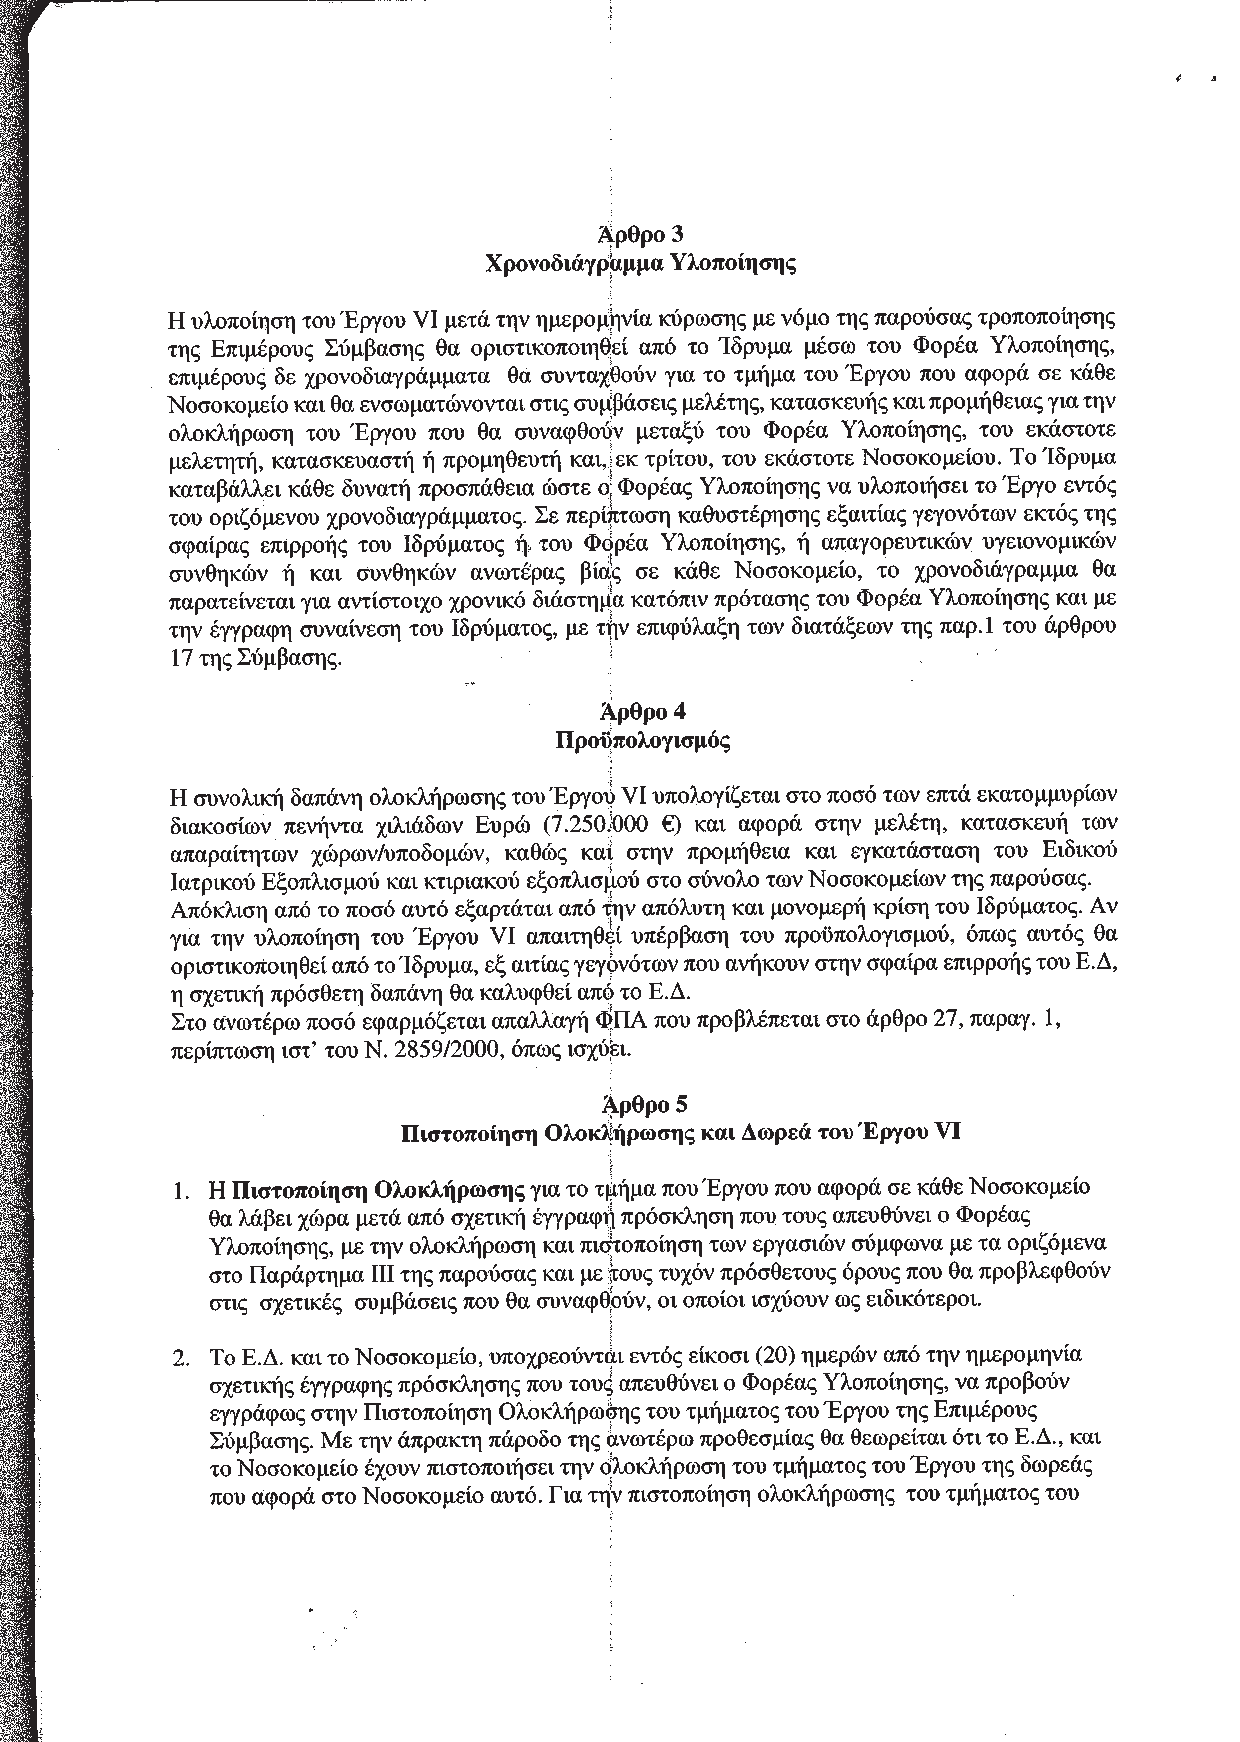 Άρθρο 3
Χρονοδιάγραμμα Υλοποίησης
Η υλοποίηση του Έργου VI μετά την ημερομηνία κύρωσης με νόμο της παρούσας τροποποίησης
της Επιμέρους Σύμβασης θα οριστικοποιηθεί από το Ίδρυμα μέσω του Φορέα Υλοποίησης,
επιμέρους δε χρονοδιαγράμματα θα συνταχθούν για το τμήμα του Έργου που αφορά σε κάθε
Νοσοκομείο και θα ενσωματώνονται στις συμβάσεις μελέτης, κατασκευής και προμήθειας για την
ολοκλήρωση του Έργου που θα συναφθούν μεταξύ του Φορέα Υλοποίησης, του εκάστοτε
μελετητή, κατασκευαστή ή προμηθευτή και, εκ τρίτου, του εκάστοτε Νοσοκομείου. Το Ίδρυμα
καταβάλλει κάθε δυνατή προσπάθεια ώστε ο Φορέας Υλοποίησης να υλοποιήσει το Έργο εντός
του οριζόμενου χρονοδιαγράμματος. Σε περίπτωση καθυστέρησης εξαιτίας γεγονότων εκτός της
σφαίρας επιρροής του Ιδρύματος ή του Φορέα Υλοποίησης, ή απαγορευτικών υγειονομικών
συνθηκών ή και συνθηκών ανωτέρας βίας σε κάθε Νοσοκομείο, το χρονοδιάγραμμα θα
παρατείνεται για αντίστοιχο χρονικό διάστημα κατόπιν πρότασης του Φορέα Υλοποίησης και με
την έγγραφη συναίνεση του Ιδρύματος, με την επιφύλαξη των διατάξεων της παρ.1 του άρθρου
17 της Σύμβασης.
Άρθρο 4
Προϋπολογισμός
Η συνολική δαπάνη ολοκλήρωσης του Έργου VI υπολογίζεται στο ποσό των επτά εκατομμυρίων
διακοσίων πενήντα χιλιάδων Ευρώ (7.250.000 €) και αφορά στην μελέτη, κατασκευή των
απαραίτητων χώρων/υποδομών, καθώς και στην προμήθεια και εγκατάσταση του Ειδικού
Ιατρικού Εξοπλισμού και κτιριακού εξοπλισμού στο σύνολο των Νοσοκομείων της παρούσας.
Απόκλιση από το ποσό αυτό εξαρτάται από την απόλυτη και μονομερή κρίση του Ιδρύματος. Αν
για την υλοποίηση του Έργου VI απαιτηθεί υπέρβαση του προϋπολογισμού, όπως αυτός θα
οριστικοποιηθεί από το Ίδρυμα, εξ αιτίας γεγονότων που ανήκουν στην σφαίρα επιρροής του Ε.Δ,
η σχετική πρόσθετη δαπάνη θα καλυφθεί από το Ε.Δ.
Στο ανωτέρω ποσό εφαρμόζεται απαλλαγή ΦΠΑ που προβλέπεται στο άρθρο 27, παραγ. 1,
περίπτωση ιστ’ του Ν. 2859/2000, όπως ισχύει.
Άρθρο 5
Πιστοποίηση Ολοκλήρωσης και Δωρεά του Έργου VI
1. Η Πιστοποίηση Ολοκλήρωσης για το τμήμα που Έργου που αφορά σε κάθε Νοσοκομείο
θα λάβει χώρα μετά από σχετική έγγραφή πρόσκληση που τους απευθύνει ο Φορέας
Υλοποίησης, με την ολοκλήρωση και πιστοποίηση των εργασιών σύμφωνα με τα οριζόμενα
στο Παράρτημα ΙΙΙ της παρούσας και με τους τυχόν πρόσθετους όρους που θα προβλεφθούν
στις σχετικές συμβάσεις που θα συναφθούν, οι οποίοι ισχύουν ως ειδικότεροι.
2. Το Ε.Δ. και το Νοσοκομείο, υποχρεούνται εντός είκοσι (20) ημερών από την ημερομηνία
σχετικής έγγραφης πρόσκλησης που τους απευθύνει ο Φορέας Υλοποίησης, να προβούν
εγγράφως στην Πιστοποίηση Ολοκλήρωσης του τμήματος του Έργου της Επιμέρους
Σύμβασης. Με την άπρακτη πάροδο της ανωτέρω προθεσμίας θα θεωρείται ότι το Ε.Δ., και
το Νοσοκομείο έχουν πιστοποιήσει την ολοκλήρωση του τμήματος του Έργου της δωρεάς
που αφορά στο Νοσοκομείο αυτό. Για την πιστοποίηση ολοκλήρωσης του τμήματος του